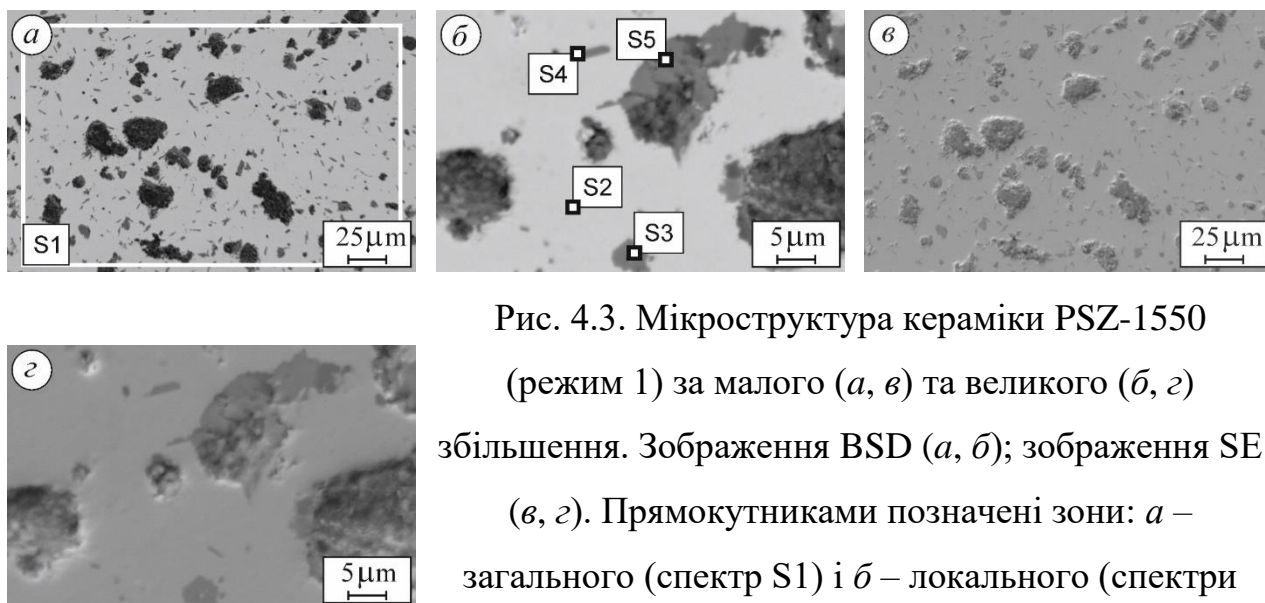 а
S1
25µm
б
S4
S5
S2
S3
5µm
в
25µm
г
5µm
Рис. 4.3. Мікроструктура кераміки PSZ-1550
(режим 1) за малого (а, в) та великого (б, г)
збільшення. Зображення BSD (а, б); зображення SE
(в, г). Прямокутниками позначені зони: а –
загального (спектр S1) і б – локального (спектри